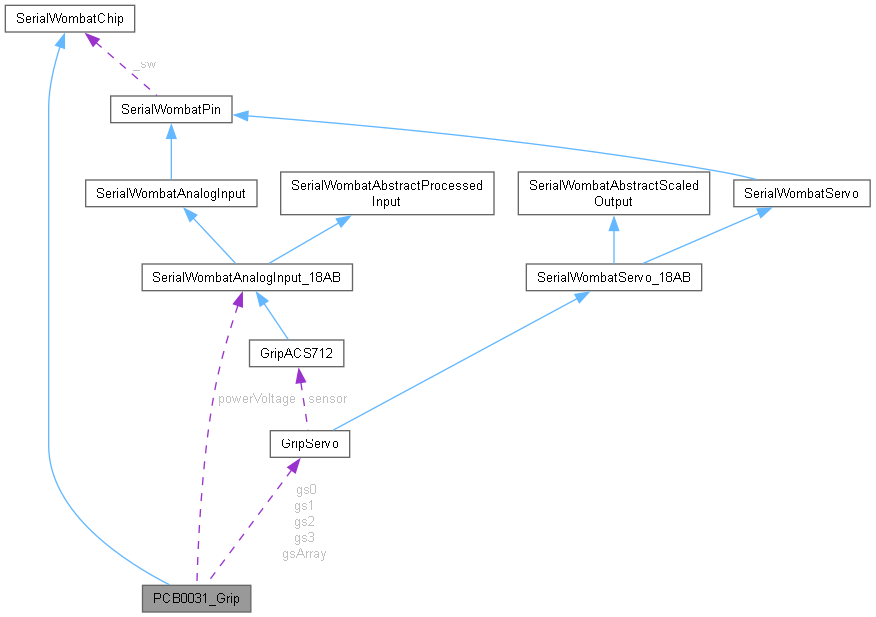 SerialWombatChip
_sw
SerialWombatPin
SerialWombatAnalogInput
SerialWombatAbstractProcessed
Input
SerialWombatAbstractScaled
Output
SerialWombatServo
SerialWombatAnalogInput_18AB
SerialWombatServo_18AB
GripACS712
powerVoltage
sensor
GripServo
gs0
gs1
gs2
gs3
gsArray
PCB0031_Grip